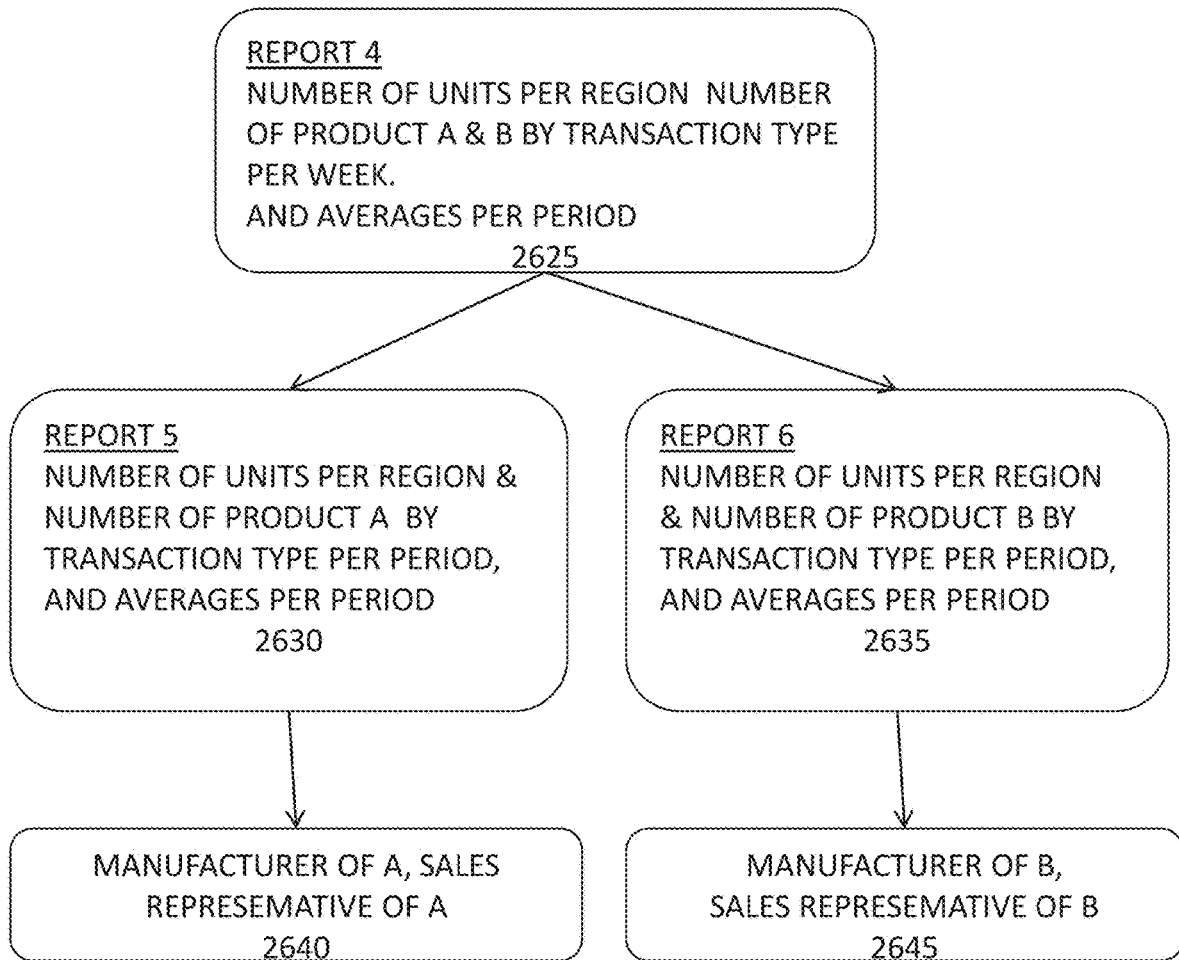 REPORT 4
NUMBER OF UNITS PER REGION NUMBER
OF PRODUCT A & B BY TRANSACTION TYPE
PER WEEK.
AND AVERAGES PER PERIOD
2625
REPORT 5
NUMBER OF UNITS PER REGION &
NUMBER OF PRODUCT A BY
TRANSACTION TYPE PER PERIOD,
AND AVERAGES PER PERIOD
2630
REPORT 6
NUMBER OF UNITS PER REGION
& NUMBER OF PRODUCT B BY
TRANSACTION TYPE PER PERIOD,
AND AVERAGES PER PERIOD
2635
MANUFACTURER OF A, SALES
REPRESEMATIVE OF A
2640
MANUFACTURER OF B,
SALES REPRESEMATIVE OF B
2645